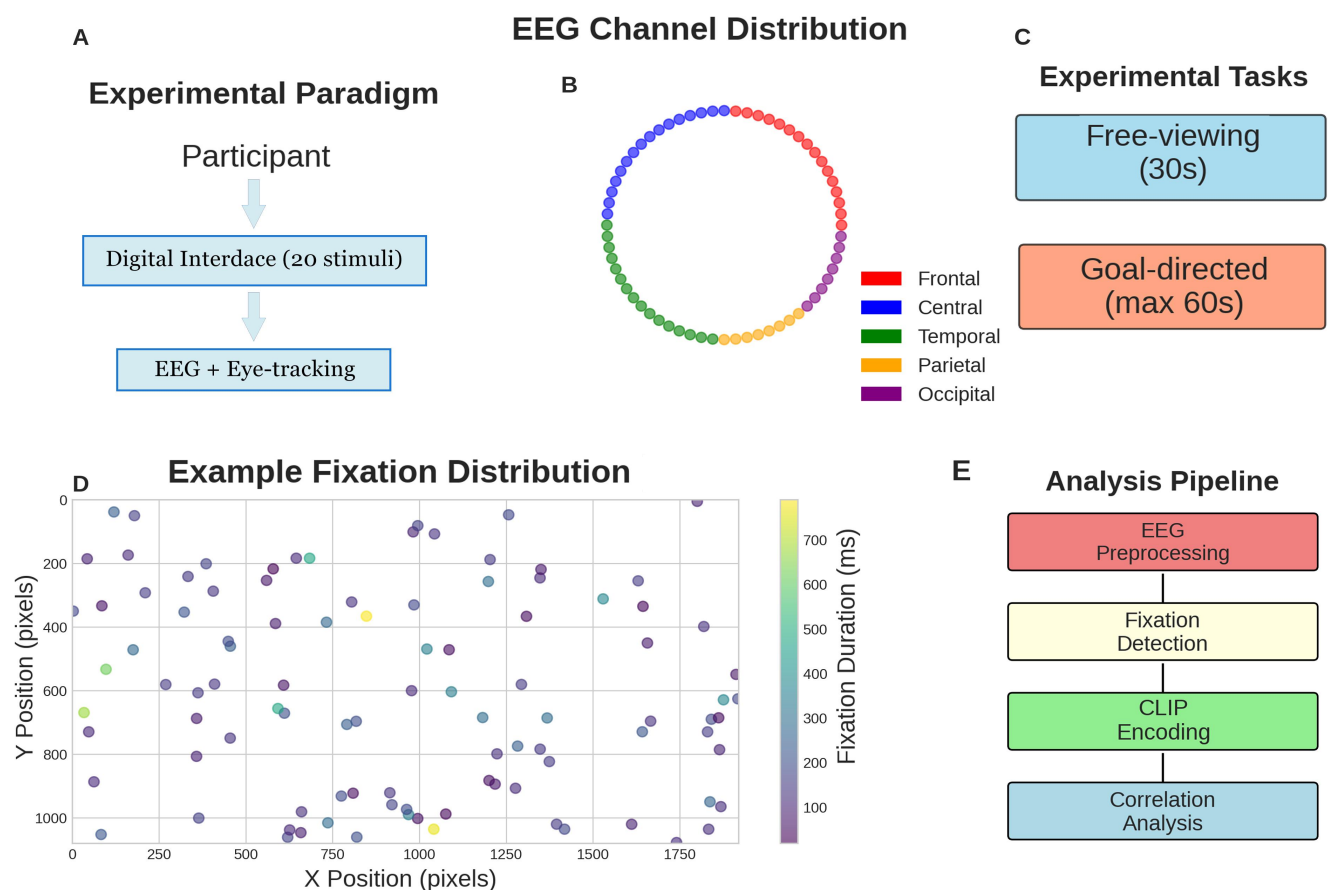 A
Experimental Paradigm
Participant
Digital Interdace (20 stimuli)
EEG + Eye-tracking
EEG Channel Distribution
B
Frontal
Central
Temporal
Parietal
Occipital
C
Experimental Tasks
Free-viewing
(30s)
Goal-directed
(max 60s)
D
Example Fixation Distribution
Y Position (pixels)
0
200
400
600
800
1000
0
250
500
750
1000
1250
1500
1750
X Position (pixels)
700
600
500
400
300
200
100
Fixation Duration (ms)
E
Analysis Pipeline
EEG
Preprocessing
Fixation
Detection
CLIP
Encoding
Correlation
Analysis